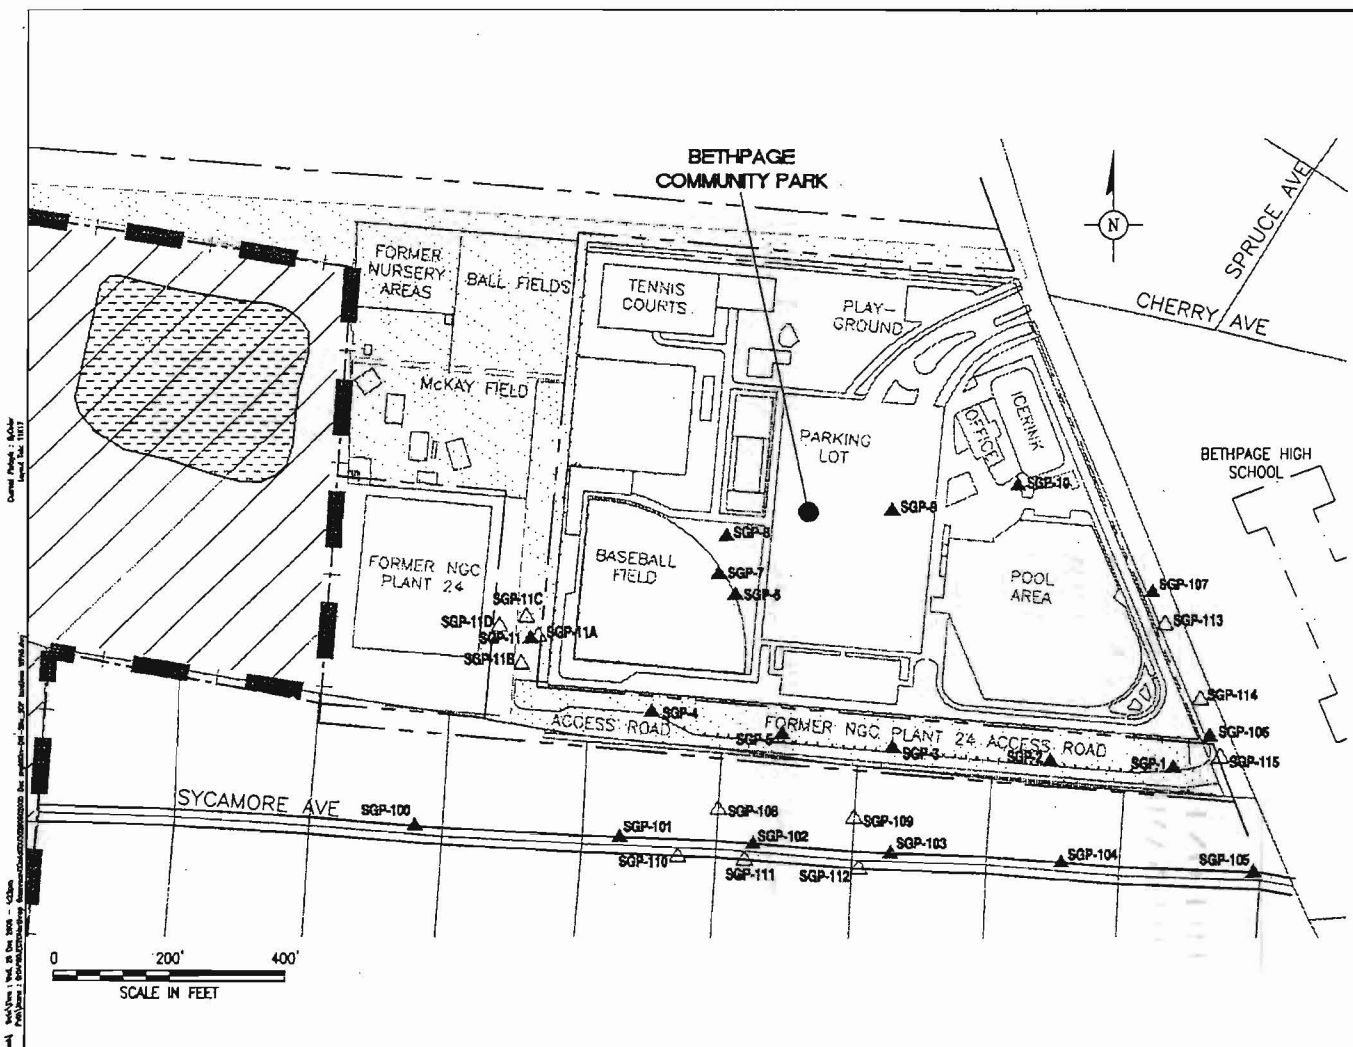 BETHPAGE
COMMUNITY PARK
N
SPRUCE AVE
CHERRY AVE
FORMER
NURSERY
AREAS
BALL FIELDS
TENNIS
COURTS
PLAY-
GROUND
McKAY FIELD
PARKING
LOT
ICERINK
OFFICE
BETHPAGE HIGH
SCHOOL
SGP-10
SGP-9
SGP-8
SGP-7
SGP-6
BASEBALL
FIELD
FORMER NGC
PLANT 24
POOL
AREA
SGP-107
SGP-113
SGP-11C
SGP-11D
SGP-11
SGP-11A
SGP-11B
SGP-114
SGP-4
ACCESS ROAD
FORMER NGC PLANT 24 ACCESS ROAD
SGP-5
SGP-3
SGP-2
SGP-1
SGP-106
SGP-115
SYCAMORE AVE
SGP-100
SGP-101
SGP-108
SGP-102
SGP-109
SGP-103
SGP-104
SGP-105
SGP-110
SGP-111
SGP-112
0 200' 400'
SCALE IN FEET